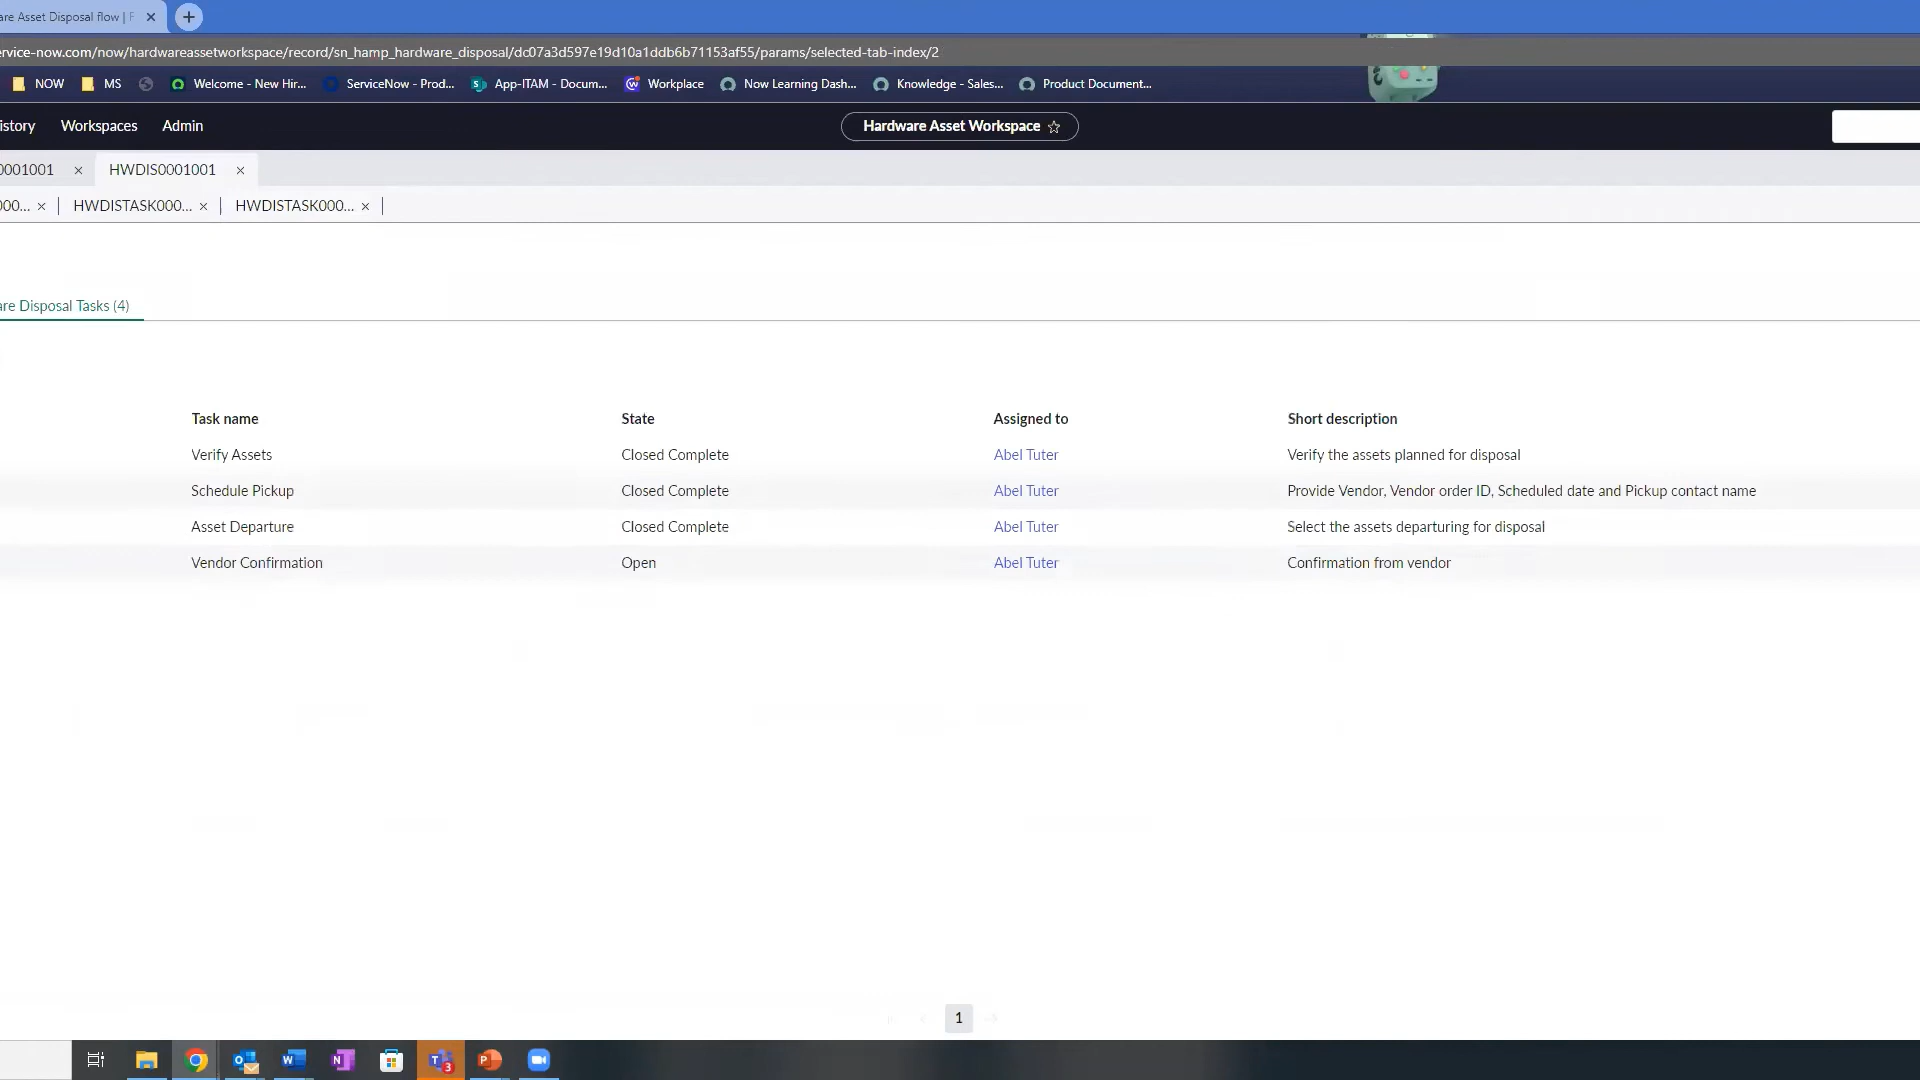 are Asset Disposal flow | F
ervice-now.com/now/hardwareassetworkspace/record/sn_hamp_hardware_disposal/dc07a3d597e19d10a1ddb6b71153af55/params/selected-tab-index/2
NOW MS Welcome - New Hir... ServiceNow - Prod... App-ITAM - Docum... Workplace Now Learning Dash... Knowledge - Sales... Product Document...
istory Workspaces Admin Hardware Asset Workspace
0001001 HWDIS0001001
000... HWDISTASK000... HWDISTASK000...
are Disposal Tasks (4)
Task name State Assigned to Short description
Verify Assets Closed Complete Abel Tuter Verify the assets planned for disposal
Schedule Pickup Closed Complete Abel Tuter Provide Vendor, Vendor order ID, Scheduled date and Pickup contact name
Asset Departure Closed Complete Abel Tuter Select the assets departuring for disposal
Vendor Confirmation Open Abel Tuter Confirmation from vendor
1
3